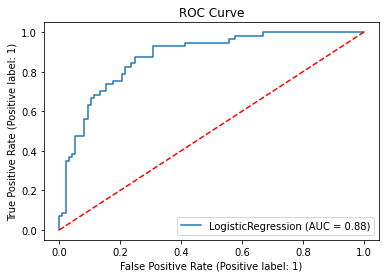 ROC Curve
True Positive Rate (Positive label: 1)
1.0
0.8
0.6
0.4
0.2
0.0
LogisticRegression (AUC = 0.88)
0.0 0.2 0.4 0.6 0.8 1.0
False Positive Rate (Positive label: 1)